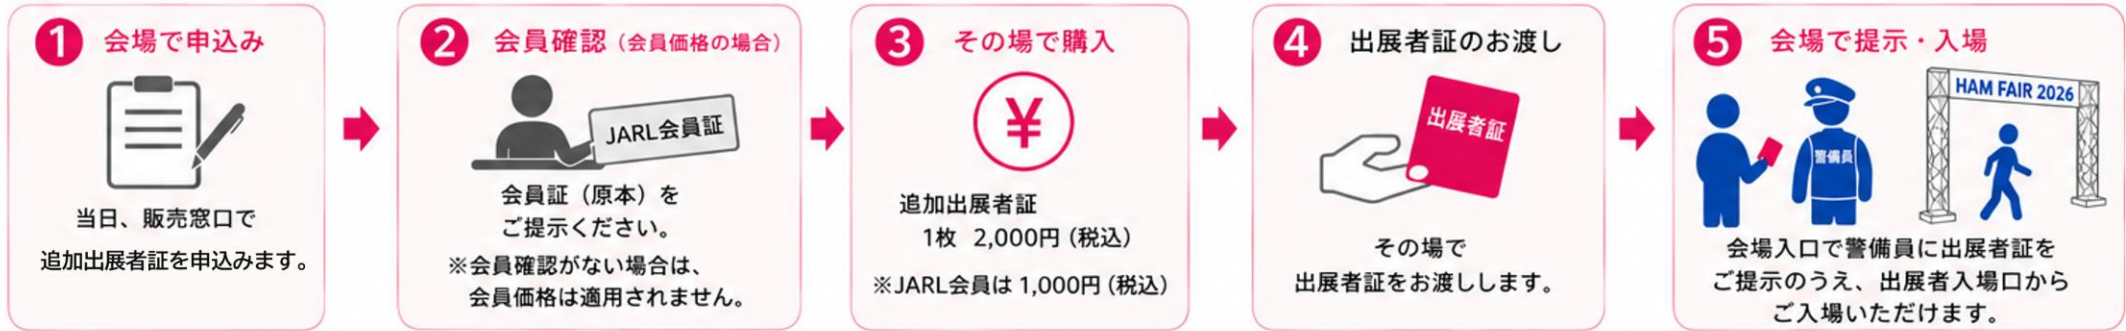 1 会場で申込み
当日、販売窓口で
追加出展者証を申込みます。
2 会員確認（会員価格の場合）
JARL会員証
会員証（原本）を
ご提示ください。
※会員確認がない場合は、
会員価格は適用されません。
3 その場で購入
¥
追加出展者証
1枚 2,000円（税込）
※JARL会員は 1,000円（税込）
4 出展者証のお渡し
出展者証
その場で
出展者証をお渡しします。
5 会場で提示・入場
HAM FAIR 2026
警備員
会場入口で警備員に出展者証を
ご提示のうえ、出展者入場口から
ご入場いただけます。